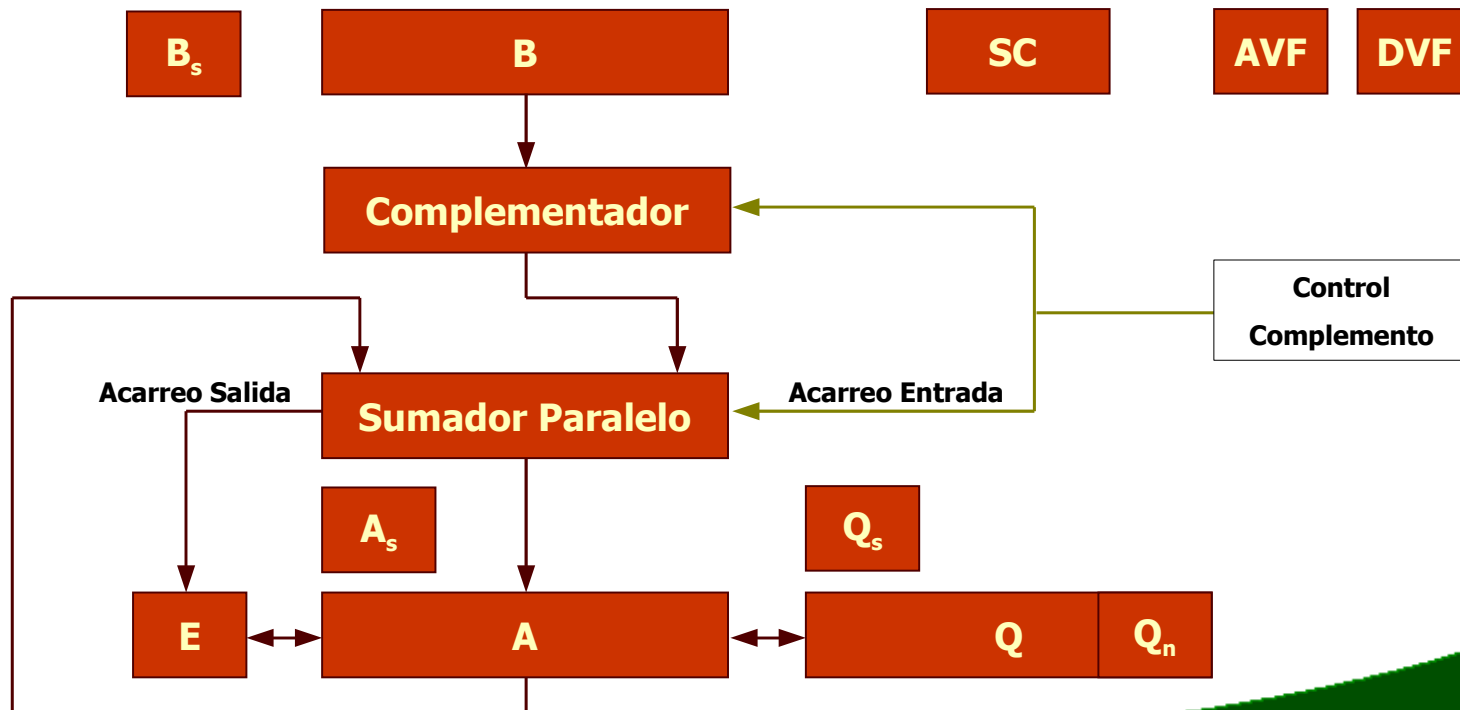 Bs
B
SC
AVF
DVF
Complementador
Control
Complemento
Acarreo Salida
Acarreo Entrada
Sumador Paralelo
As
Qs
E
A
Q
Qn